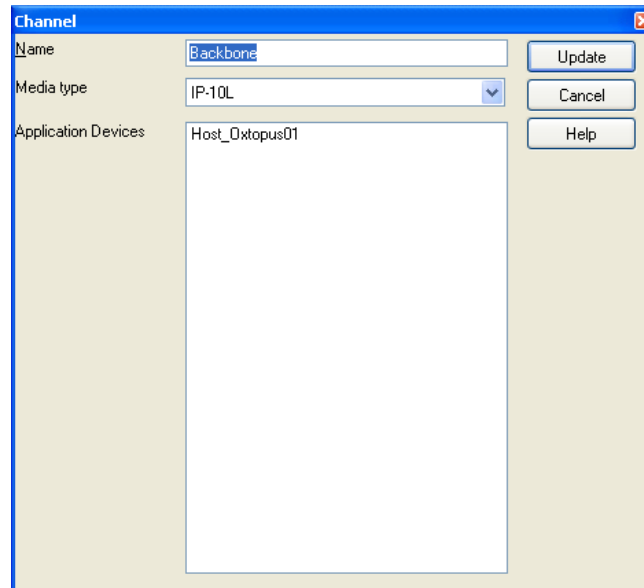 Channel
Name
Backbone
Update
Media type
IP-10L
Cancel
Application Devices
Host_Oxtopus01
Help